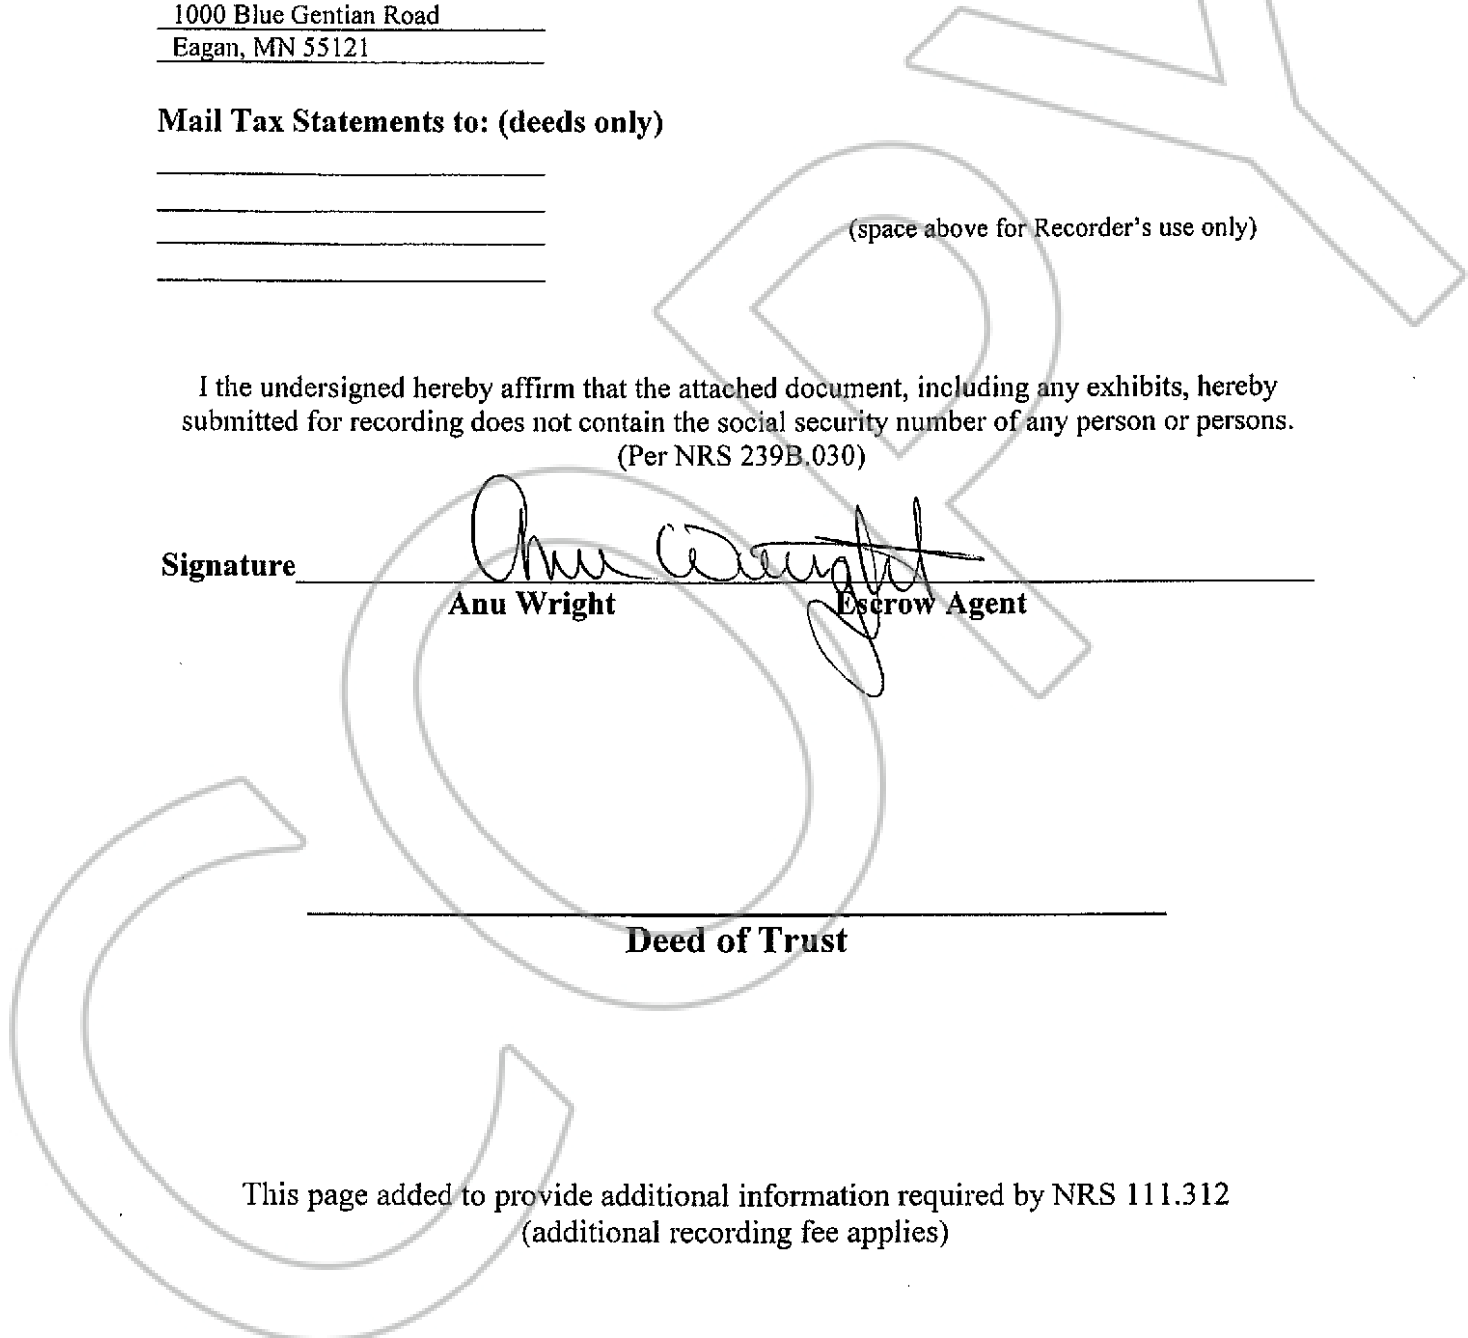 1000 Blue Gentian Road
Eagan, MN 55121
Mail Tax Statements to: (deeds only)
(space above for Recorder's use only)
I the undersigned hereby affirm that the attached document, including any exhibits, hereby
submitted for recording does not contain the social security number of any person or persons.
(Per NRS 239B.030)
Signature Anu Wright
Anu Wright Escrow Agent
Deed of Trust
This page added to provide additional information required by NRS 111.312
(additional recording fee applies)
COPY